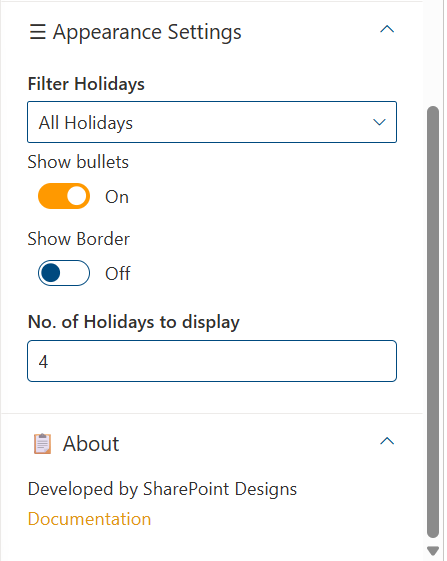 Appearance Settings
Filter Holidays
All Holidays
Show bullets
On
Show Border
Off
No. of Holidays to display
4
About
Developed by SharePoint Designs
Documentation